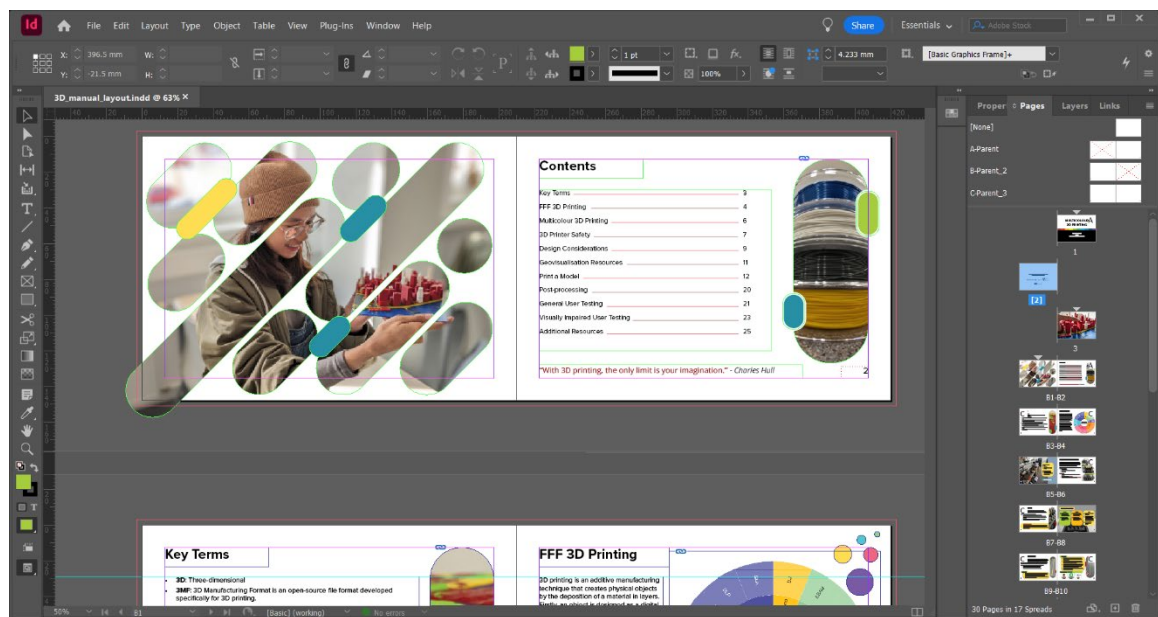 Id File Edit Layout Type Object Table View Plug-Ins Window Help Share Essentials Adobe Stock
X: 396.5 mm W: 1 pt 4.233 mm [Basic Graphics Frame]+
Y: -21.5 mm H: 100%
3D_manual_layout.indd @ 63% ×
Proper Pages Layers Links
[None]
A-Parent
B-Parent_2
C-Parent_3
1
[2]
3
B1-B2
B3-B4
B5-B6
B7-B8
B9-B10
30 Pages in 17 Spreads
Contents
Key Terms 3
FFF 3D Printing 4
Multicolour 3D Printing 6
3D Printer Safety 7
Design Considerations 9
Geovisualisation Resources 11
Print a Model 12
Post-processing 20
General User Testing 21
Visually Impaired User Testing 23
Additional Resources 25
"With 3D printing, the only limit is your imagination." - Charles Hull
2
Key Terms
• 3D: Three-dimensional
• 3MF: 3D Manufacturing Format is an open-source file format developed
specifically for 3D printing.
FFF 3D Printing
3D printing is an additive manufacturing
technique that creates physical objects
by the deposition of a material in layers.
50% B1 [Basic] (working) No errors